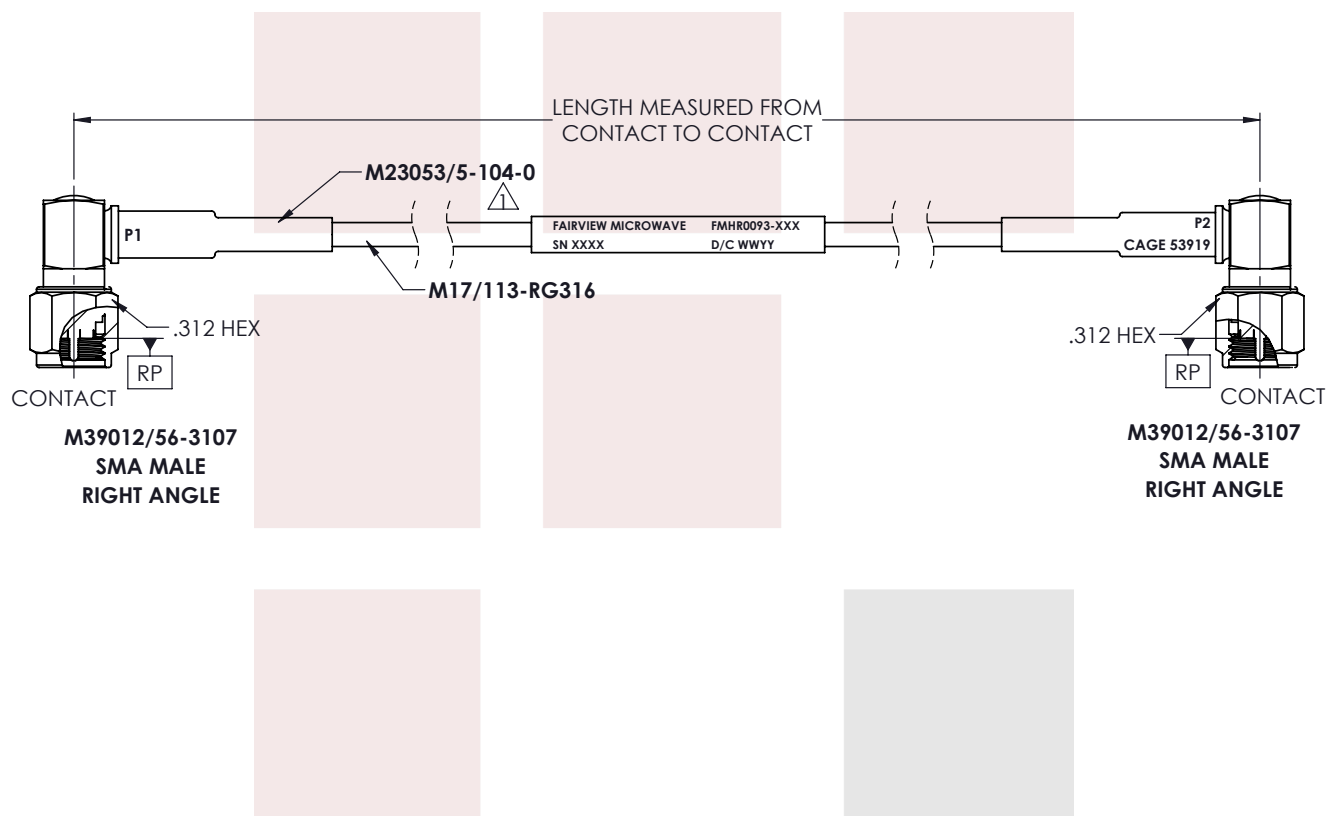 LENGTH MEASURED FROM
CONTACT TO CONTACT
M23053/5-104-0
1
P1
FAIRVIEW MICROWAVE FMHR0093-XXX
SN XXXX D/C WWYY
P2
CAGE 53919
M17/113-RG316
.312 HEX
RP
CONTACT
M39012/56-3107
SMA MALE
RIGHT ANGLE
.312 HEX
RP
CONTACT
M39012/56-3107
SMA MALE
RIGHT ANGLE